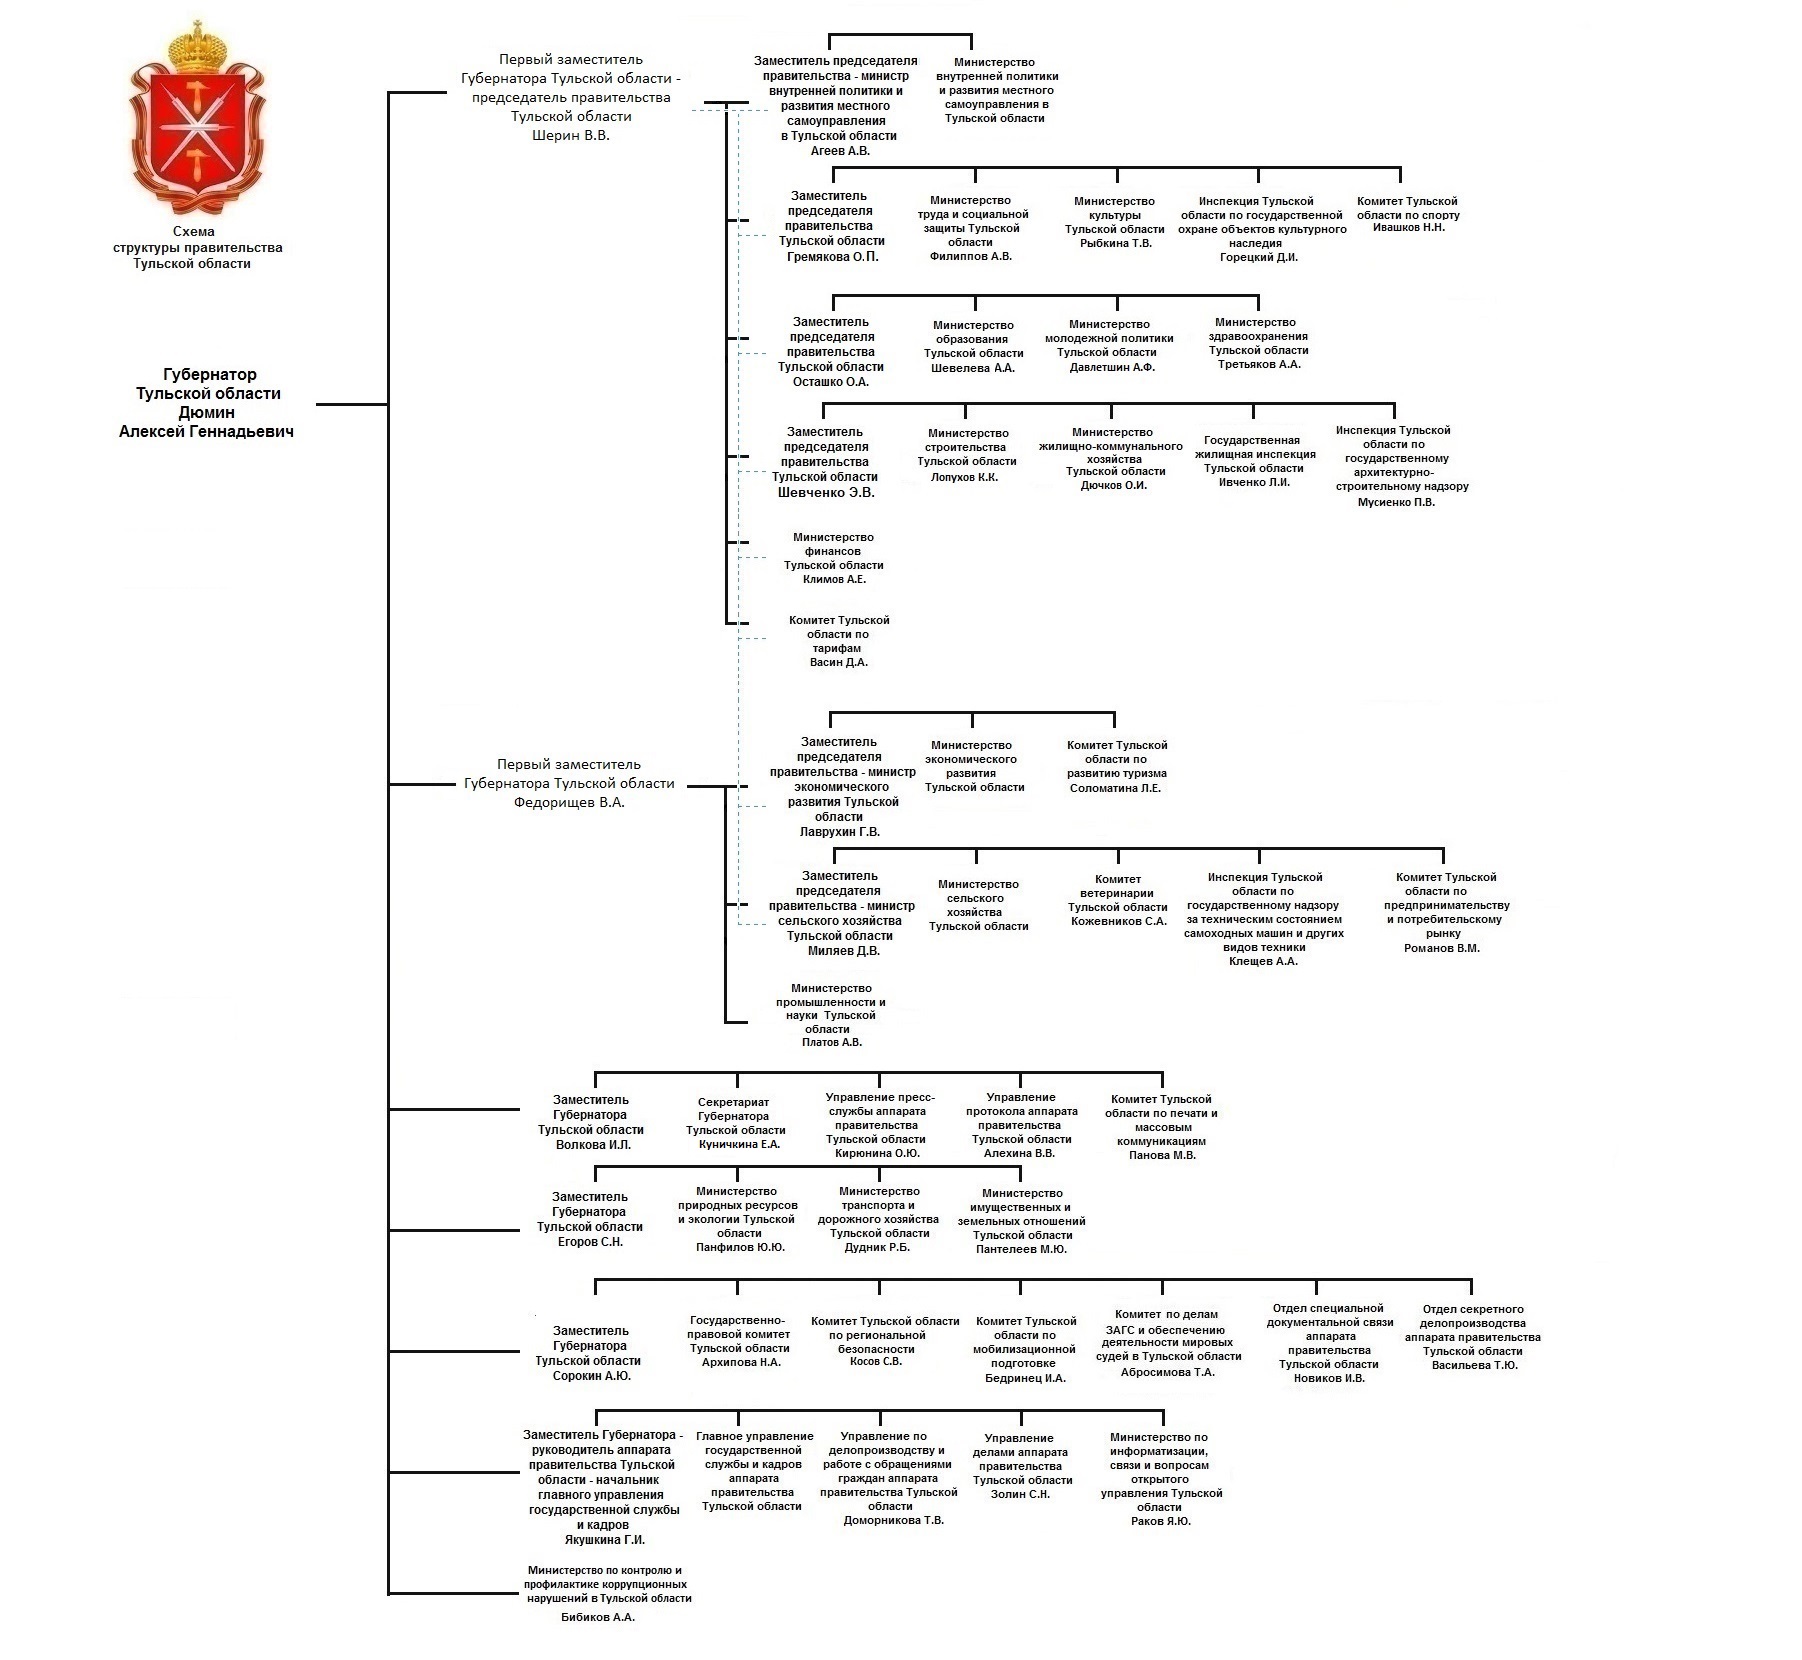 Схема
структуры правительства
Тульской области
Губернатор
Тульской области
Дюмин
Алексей Геннадьевич
Первый заместитель
Губернатора Тульской области -
председатель правительства
Тульской области
Шерин В.В.
Заместитель председателя
правительства - министр
внутренней политики и
развития местного
самоуправления
в Тульской области
Агеев А.В.
Министерство
внутренней политики
и развития местного
самоуправления в
Тульской области
Заместитель
председателя
правительства
Тульской области
Гремякова О.П.
Министерство
труда и социальной
защиты Тульской
области
Филиппов А.В.
Министерство
культуры
Тульской области
Рыбкина Т.В.
Инспекция Тульской
области по государственной
охране объектов культурного
наследия
Горецкий Д.И.
Комитет Тульской
области по спорту
Ивашков Н.Н.
Заместитель
председателя
правительства
Тульской области
Осташко О.А.
Министерство
образования
Тульской области
Шевелева А.А.
Министерство
молодежной политики
Тульской области
Давлетшин А.Ф.
Министерство
здравоохранения
Тульской области
Третьяков А.А.
Заместитель
председателя
правительства
Тульской области
Шевченко Э.В.
Министерство
строительства
Тульской области
Лопухов К.К.
Министерство
жилищно-коммунального
хозяйства
Тульской области
Дючков О.И.
Государственная
жилищная инспекция
Тульской области
Ивченко Л.И.
Инспекция Тульской
области по
государственному
архитектурно-
строительному надзору
Мусиенко П.В.
Министерство
финансов
Тульской области
Климов А.Е.
Комитет Тульской
области по
тарифам
Васин Д.А.
Первый заместитель
Губернатора Тульской области
Федорищев В.А.
Заместитель
председателя
правительства - министр
экономического
развития Тульской
области
Лаврухин Г.В.
Министерство
экономического
развития
Тульской области
Комитет Тульской
области по
развитию туризма
Соломатина Л.Е.
Заместитель
председателя
правительства - министр
сельского хозяйства
Тульской области
Миляев Д.В.
Министерство
сельского
хозяйства
Тульской области
Комитет
ветеринарии
Тульской области
Кожевников С.А.
Инспекция Тульской
области по
государственному надзору
за техническим состоянием
самоходных машин и других
видов техники
Клещев А.А.
Комитет Тульской
области по
предпринимательству
и потребительскому
рынку
Романов В.М.
Министерство
промышленности и
науки Тульской
области
Платов А.В.
Заместитель
Губернатора
Тульской области
Волкова И.Л.
Секретариат
Губернатора
Тульской области
Куничкина Е.А.
Управление пресс-
службы аппарата
правительства
Тульской области
Кирюнина О.Ю.
Управление
протокола аппарата
правительства
Тульской области
Алехина В.В.
Комитет Тульской
области по печати и
массовым
коммуникациям
Панова М.В.
Заместитель
Губернатора
Тульской области
Егоров С.Н.
Министерство
природных ресурсов
и экологии Тульской
области
Панфилов Ю.Ю.
Министерство
транспорта и
дорожного хозяйства
Тульской области
Дудник Р.Б.
Министерство
имущественных и
земельных отношений
Тульской области
Пантелеев М.Ю.
Заместитель
Губернатора
Тульской области
Сорокин А.Ю.
Государственно-
правовой комитет
Тульской области
Архипова Н.А.
Комитет Тульской области
по региональной
безопасности
Косов С.В.
Комитет Тульской
области по
мобилизационной
подготовке
Бедринец И.А.
Комитет по делам
ЗАГС и обеспечению
деятельности мировых
судей в Тульской области
Абросимова Т.А.
Отдел специальной
документальной связи
аппарата
правительства
Тульской области
Новиков И.В.
Отдел секретного
делопроизводства
аппарата правительства
Тульской области
Васильева Т.Ю.
Заместитель Губернатора -
руководитель аппарата
правительства Тульской
области - начальник
главного управления
государственной службы
и кадров
Якушкина Г.И.
Главное управление
государственной
службы и кадров
аппарата
правительства
Тульской области
Управление по
делопроизводству и
работе с обращениями
граждан аппарата
правительства Тульской
области
Доморникова Т.В.
Управление
делами аппарата
правительства
Тульской области
Золин С.Н.
Министерство по
информатизации,
связи и вопросам
открытого
управления Тульской
области
Раков Я.Ю.
Министерство по контролю и
профилактике коррупционных
нарушений в Тульской области
Бибиков А.А.